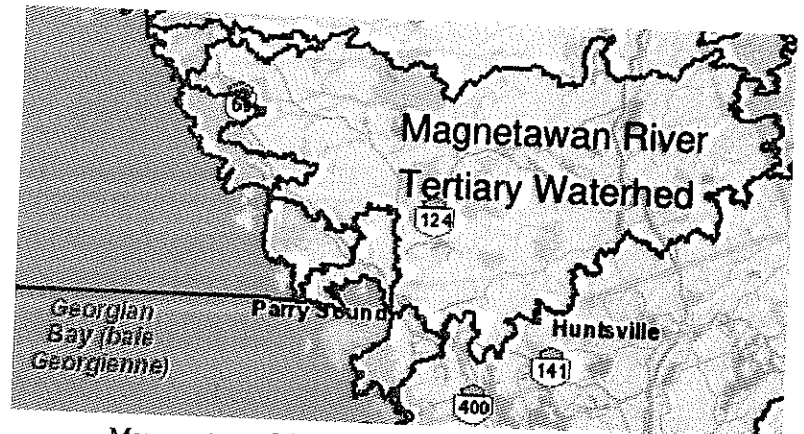 69
Magnetawan River
Tertiary Waterhed
124
Georgian
Bay (baie
Georgienne)
Parry Sound
Huntsville
141
400